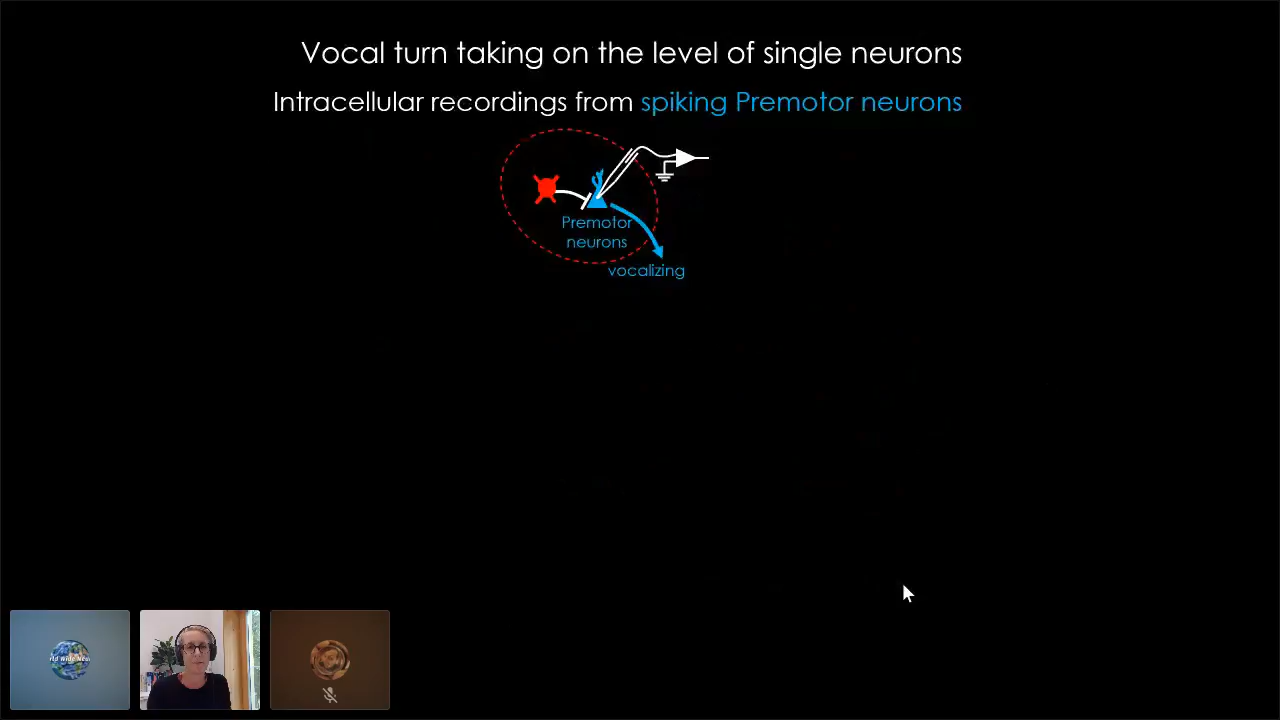 Vocal turn taking on the level of single neurons
Intracellular recordings from spiking Premotor neurons
Premotor
neurons
vocalizing